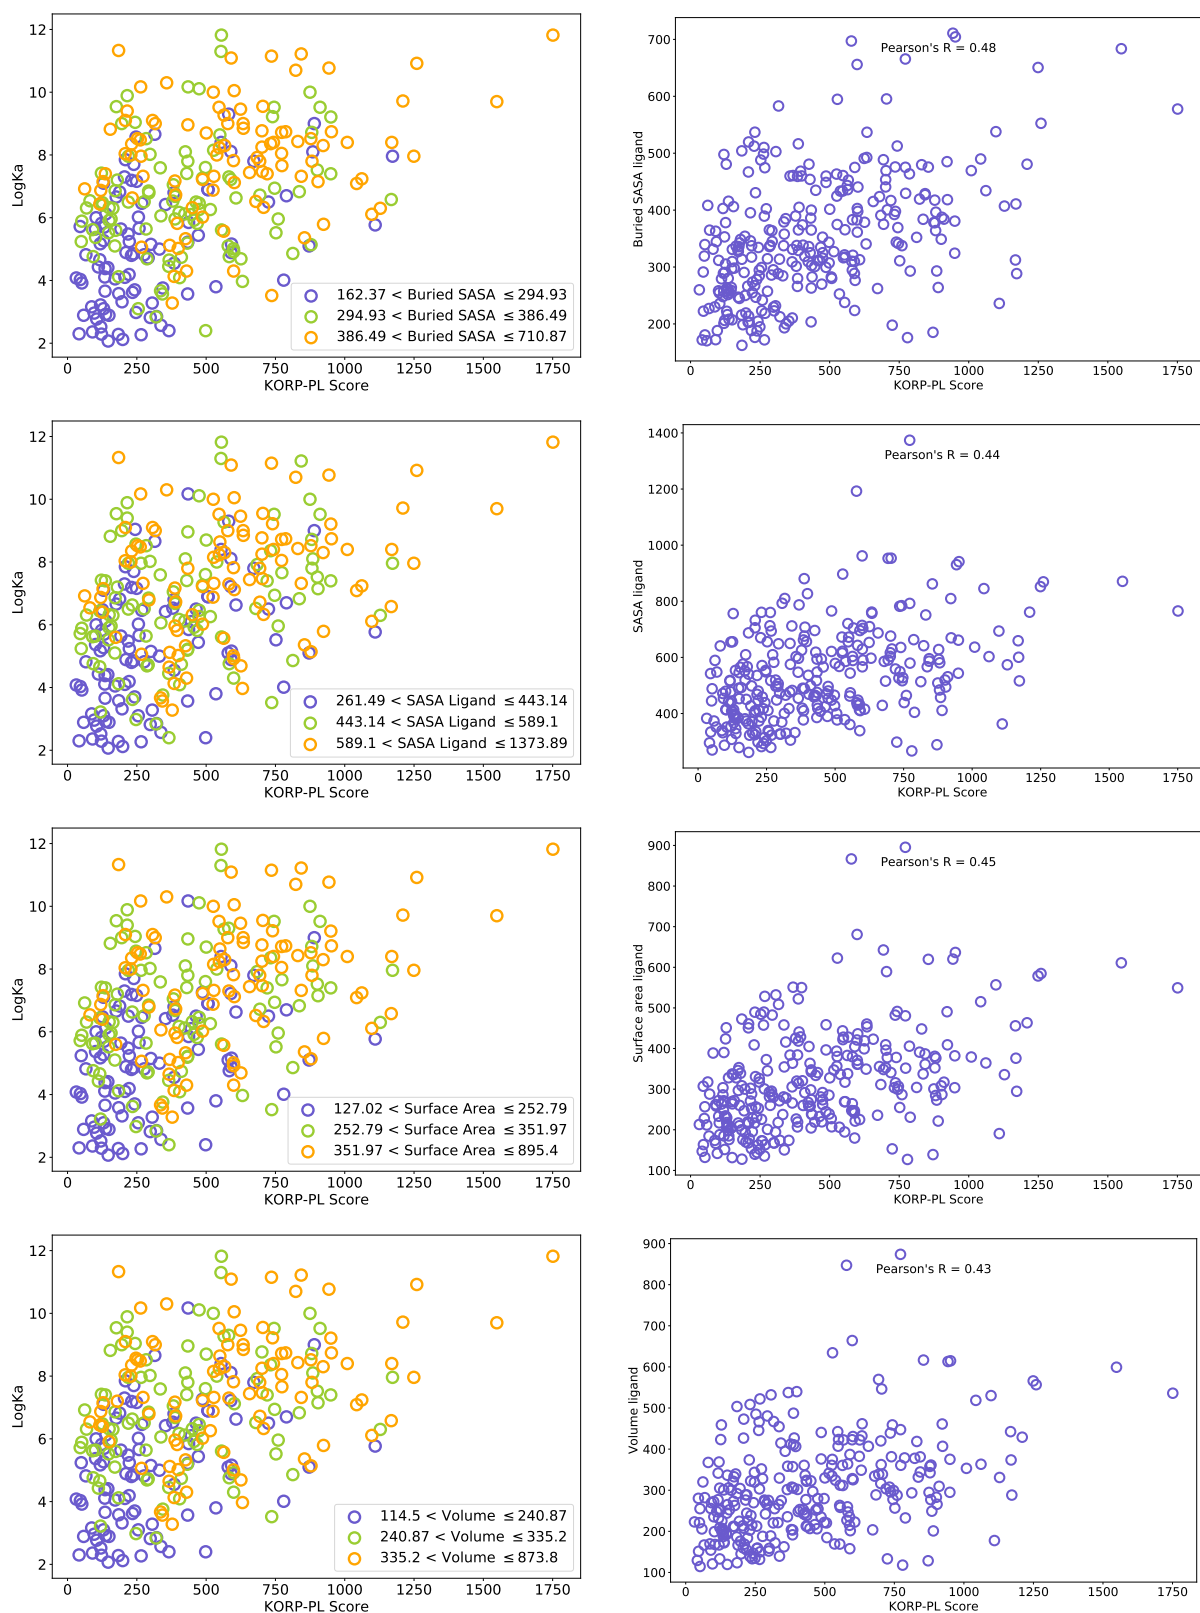 12
10
8
6
4
2
LogKa
162.37 < Buried SASA ≤294.93
294.93 < Buried SASA ≤386.49
386.49 < Buried SASA ≤710.87
0 250 500 750 1000 1250 1500 1750
KORP-PL Score
700
600
500
400
300
200
Buried SASA ligand
Pearson's R = 0.48
0 250 500 750 1000 1250 1500 1750
KORP-PL Score
12
10
8
6
4
2
LogKa
261.49 < SASA Ligand ≤443.14
443.14 < SASA Ligand ≤589.1
589.1 < SASA Ligand ≤1373.89
0 250 500 750 1000 1250 1500 1750
KORP-PL Score
1400
1200
1000
800
600
400
SASA ligand
Pearson's R = 0.44
0 250 500 750 1000 1250 1500 1750
KORP-PL Score
12
10
8
6
4
2
LogKa
127.02 < Surface Area ≤252.79
252.79 < Surface Area ≤351.97
351.97 < Surface Area ≤895.4
0 250 500 750 1000 1250 1500 1750
KORP-PL Score
900
800
700
600
500
400
300
200
100
Surface area ligand
Pearson's R = 0.45
0 250 500 750 1000 1250 1500 1750
KORP-PL Score
12
10
8
6
4
2
LogKa
114.5 < Volume ≤240.87
240.87 < Volume ≤335.2
335.2 < Volume ≤873.8
0 250 500 750 1000 1250 1500 1750
KORP-PL Score
900
800
700
600
500
400
300
200
100
Volume ligand
Pearson's R = 0.43
0 250 500 750 1000 1250 1500 1750
KORP-PL Score